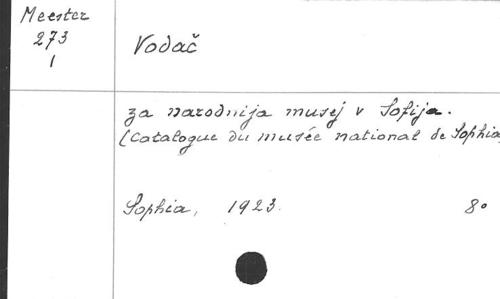 Meester
273
1
Vodač
za narodnija musej v Sofija.
(Catalogue du musée national de Sophia,
Sophia, 1923.
8°